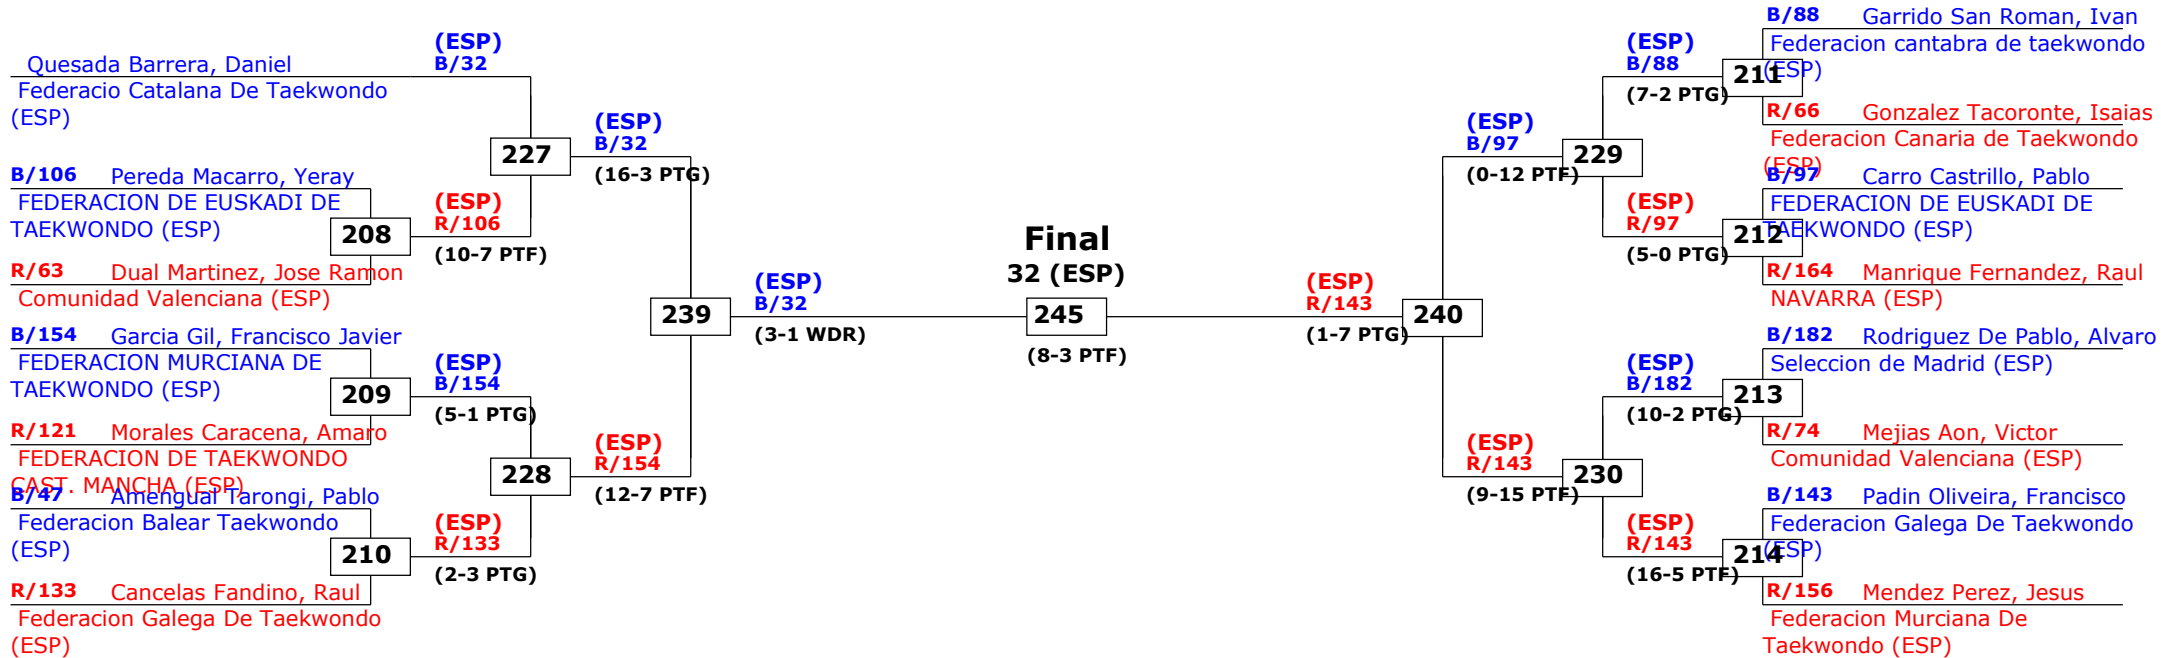 Quesada Barrera, Daniel
Federacio Catalana De Taekwondo
(ESP)
B/106 Pereda Macarro, Yeray
FEDERACION DE EUSKADI DE
TAEKWONDO (ESP)
208
R/63 Dual Martinez, Jose Ramon
Comunidad Valenciana (ESP)
B/154 Garcia Gil, Francisco Javier
FEDERACION MURCIANA DE
TAEKWONDO (ESP)
209
R/121 Morales Caracena, Amaro
FEDERACION DE TAEKWONDO
CAST. MANCHA (ESP)
B/47 Amengual Tarongi, Pablo
Federacion Balear Taekwondo
(ESP)
210
R/133 Cancelas Fandino, Raul
Federacion Galega De Taekwondo
(ESP)
(ESP)
B/32
227
(ESP)
R/106
(10-7 PTF)
(ESP)
B/154
(5-1 PTG)
228
(ESP)
R/133
(2-3 PTG)
(ESP)
B/32
(16-3 PTG)
239
(ESP)
R/154
(12-7 PTF)
(ESP)
B/32
(3-1 WDR)
Final
32 (ESP)
245
(8-3 PTF)
(ESP)
R/143
(1-7 PTG)
240
(ESP)
B/97
(0-12 PTF)
229
(ESP)
R/143
(9-15 PTF)
230
(ESP)
B/88
(7-2 PTG)
211
(ESP)
R/97
(5-0 PTG)
212
(ESP)
B/182
(10-2 PTG)
213
(ESP)
R/143
(16-5 PTF)
214
B/88 Garrido San Roman, Ivan
Federacion cantabra de taekwondo
(ESP)
R/66 Gonzalez Tacoronte, Isaias
Federacion Canaria de Taekwondo
(ESP)
B/97 Carro Castrillo, Pablo
FEDERACION DE EUSKADI DE
TAEKWONDO (ESP)
R/164 Manrique Fernandez, Raul
NAVARRA (ESP)
B/182 Rodriguez De Pablo, Alvaro
Seleccion de Madrid (ESP)
R/74 Mejias Aon, Victor
Comunidad Valenciana (ESP)
B/143 Padin Oliveira, Francisco
Federacion Galega De Taekwondo
(ESP)
R/156 Mendez Perez, Jesus
Federacion Murciana De
Taekwondo (ESP)